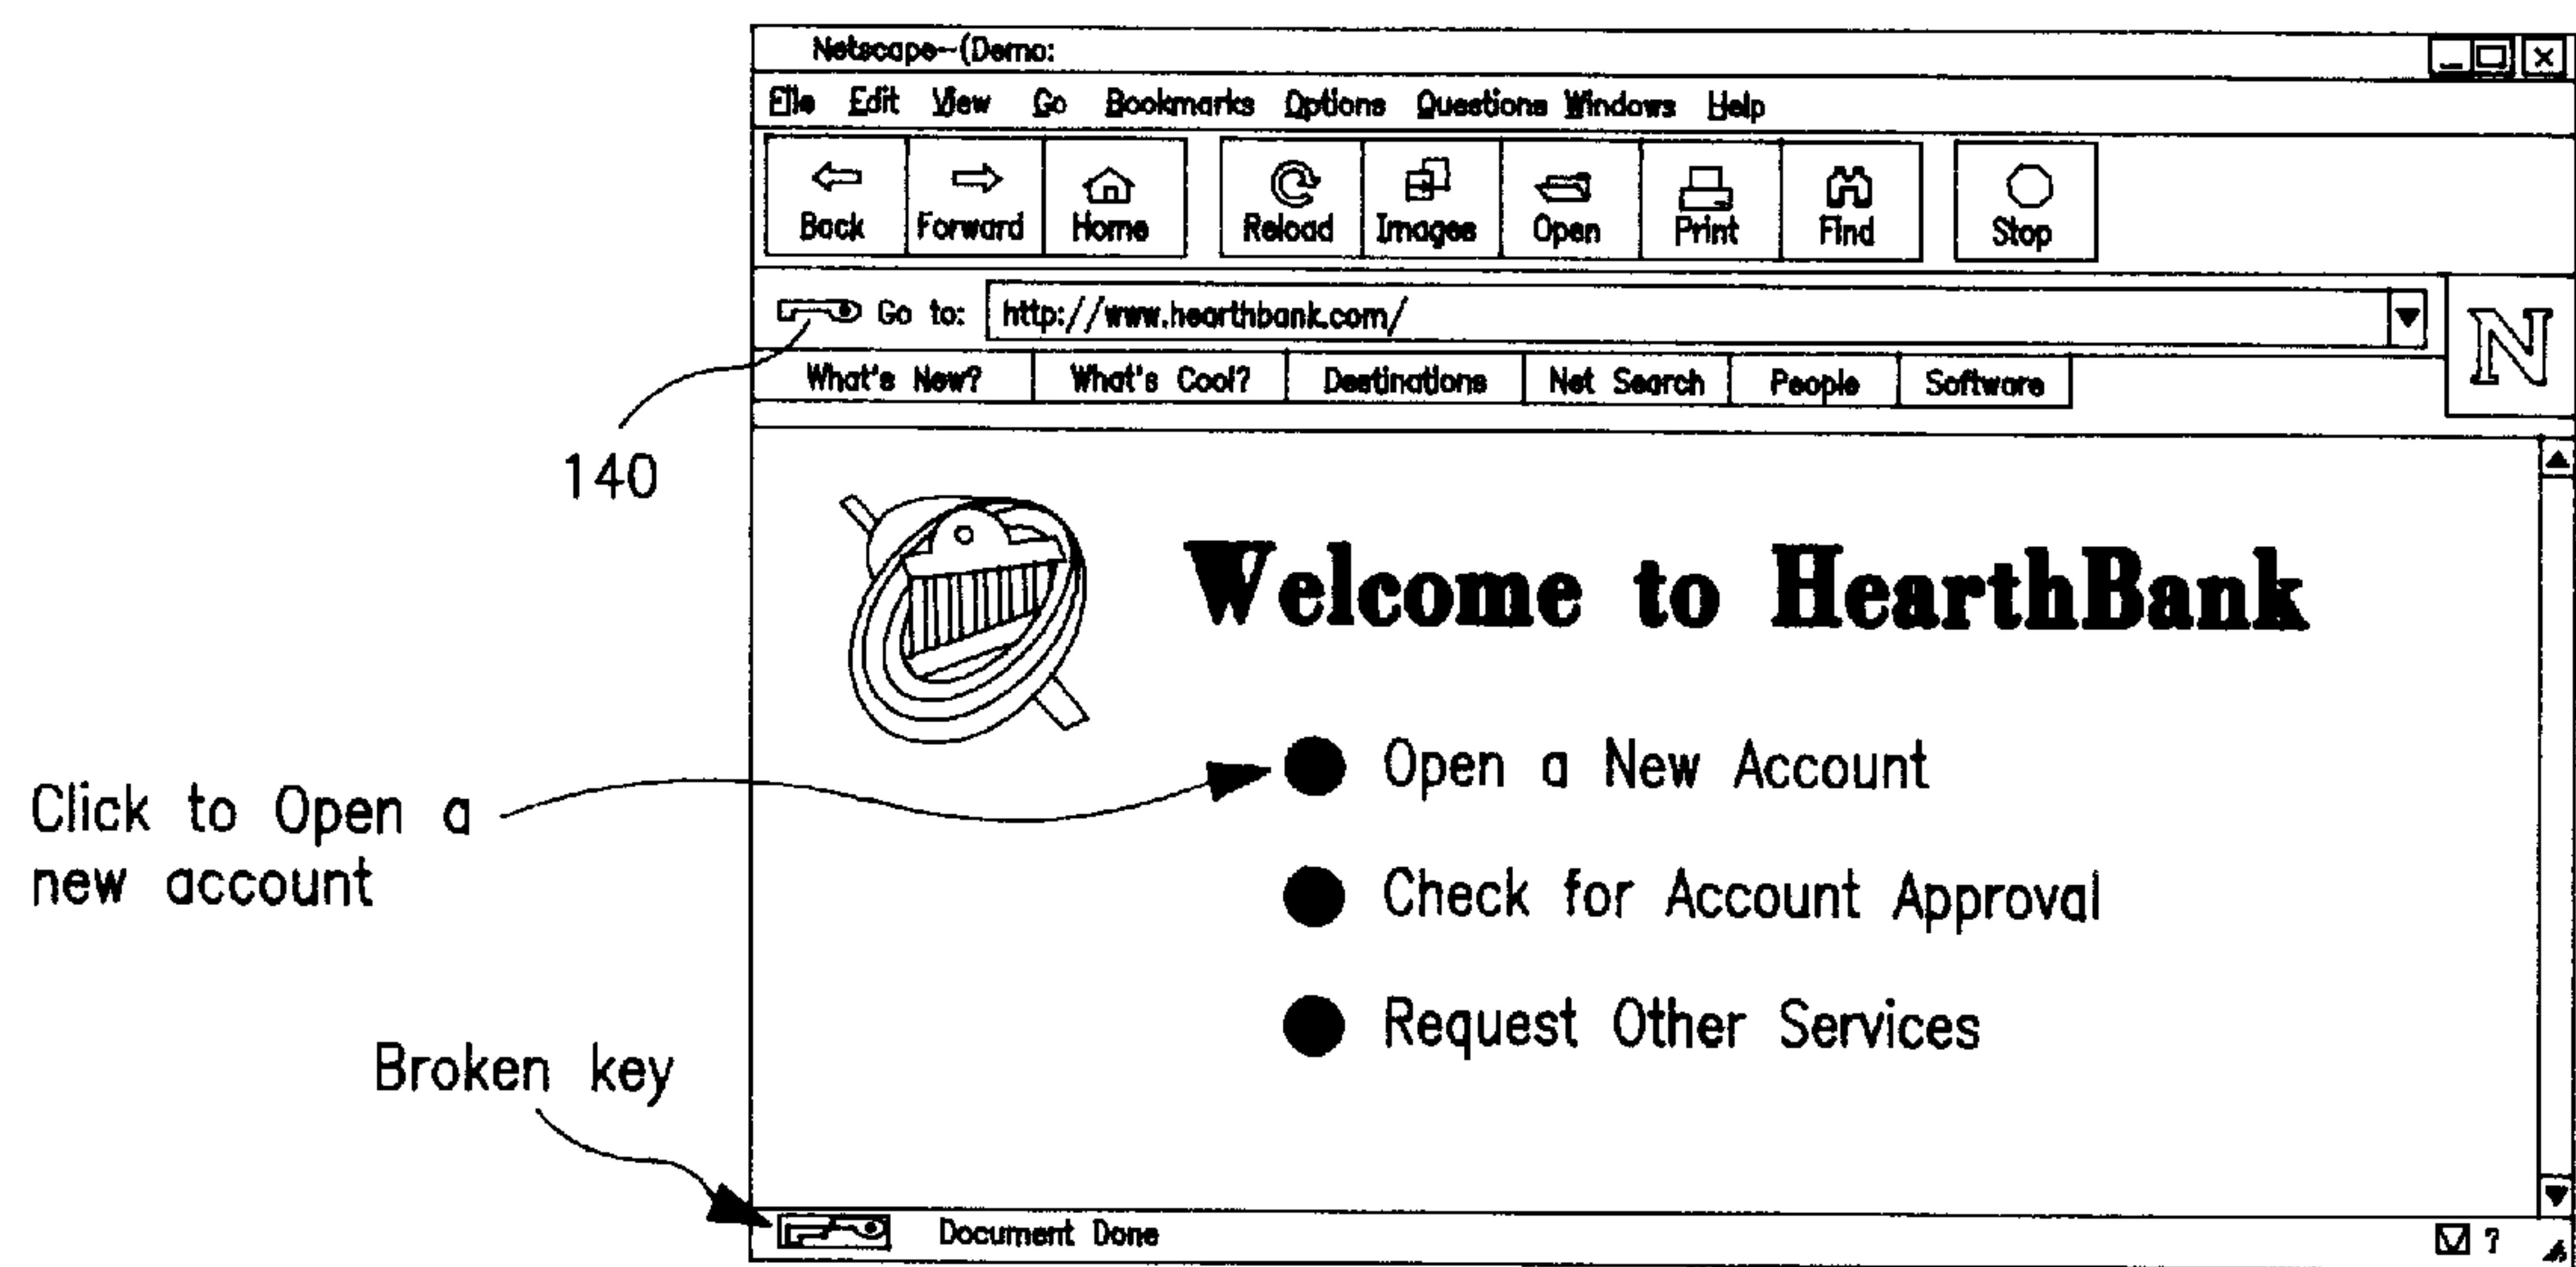 Netscape-(Demo:
File Edit View Go Bookmarks Options Questions Windows Help
Back Forward Home Reload Images Open Print Find Stop
Go to: http://www.hearthbank.com/
N
What's New? What's Cool? Destinations Net Search People Software
140
Welcome to HearthBank
Open a New Account
Click to Open a
new account
Check for Account Approval
Request Other Services
Broken key
Document Done
?